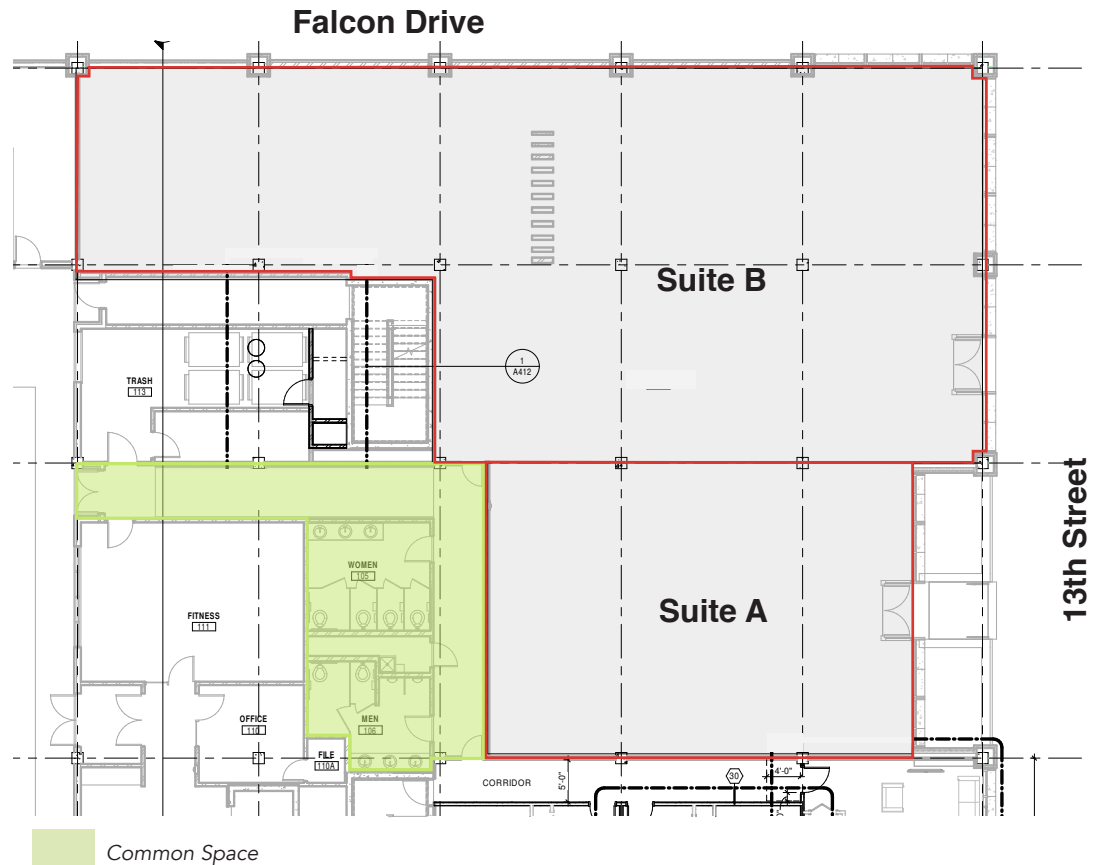 Falcon Drive
Suite B
1
A412
TRASH
113
13th Street
WOMEN
105
FITNESS
111
Suite A
OFFICE
110
MEN
106
FILE
110A
CORRIDOR
5'-0"
30
4'-0"
Common Space